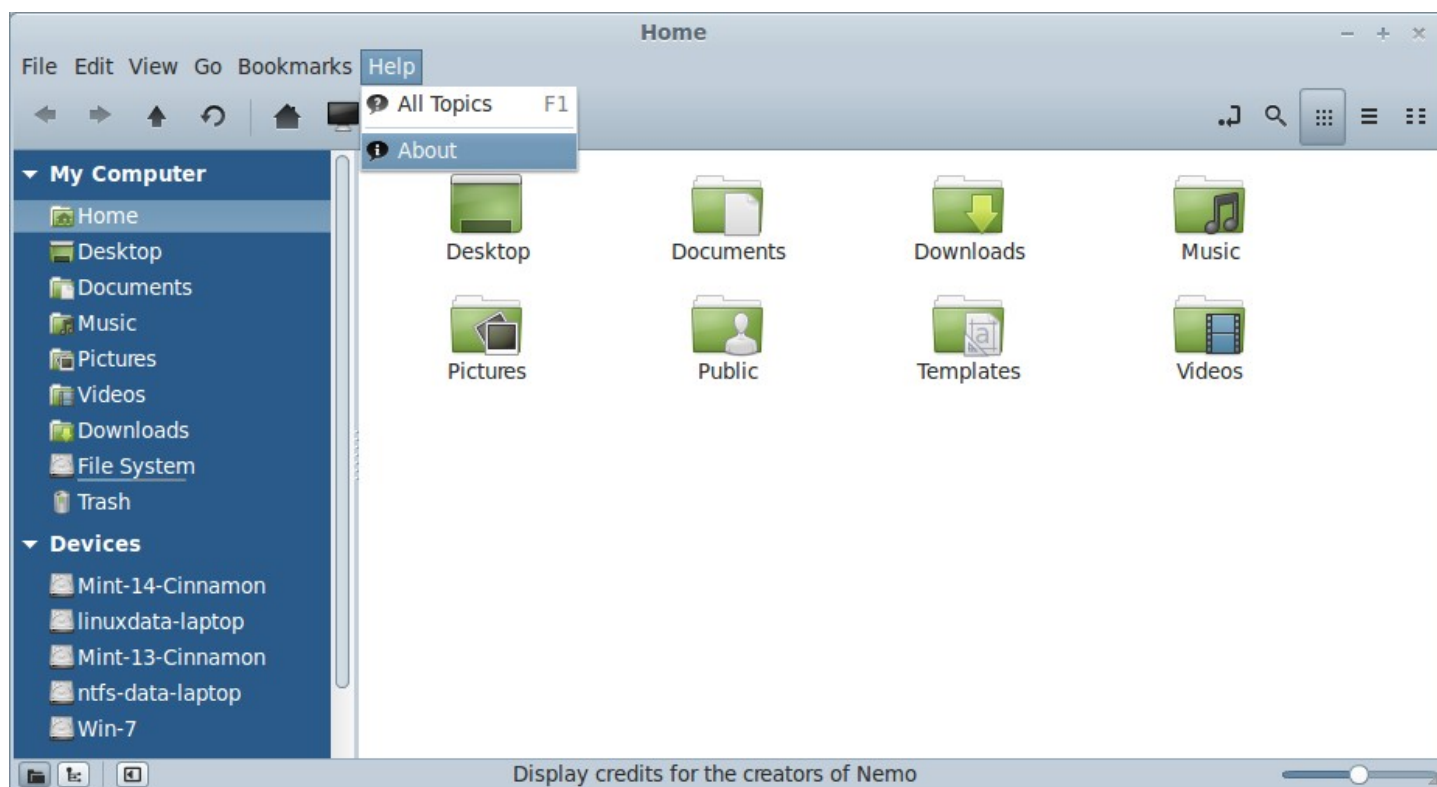 Home
File Edit View Go Bookmarks Help
All Topics F1
About
My Computer
Home
Desktop
Documents
Music
Pictures
Videos
Downloads
File System
Trash
Devices
Mint-14-Cinnamon
linuxdata-laptop
Mint-13-Cinnamon
ntfs-data-laptop
Win-7
Desktop Documents Downloads Music
Pictures Public Templates Videos
Display credits for the creators of Nemo